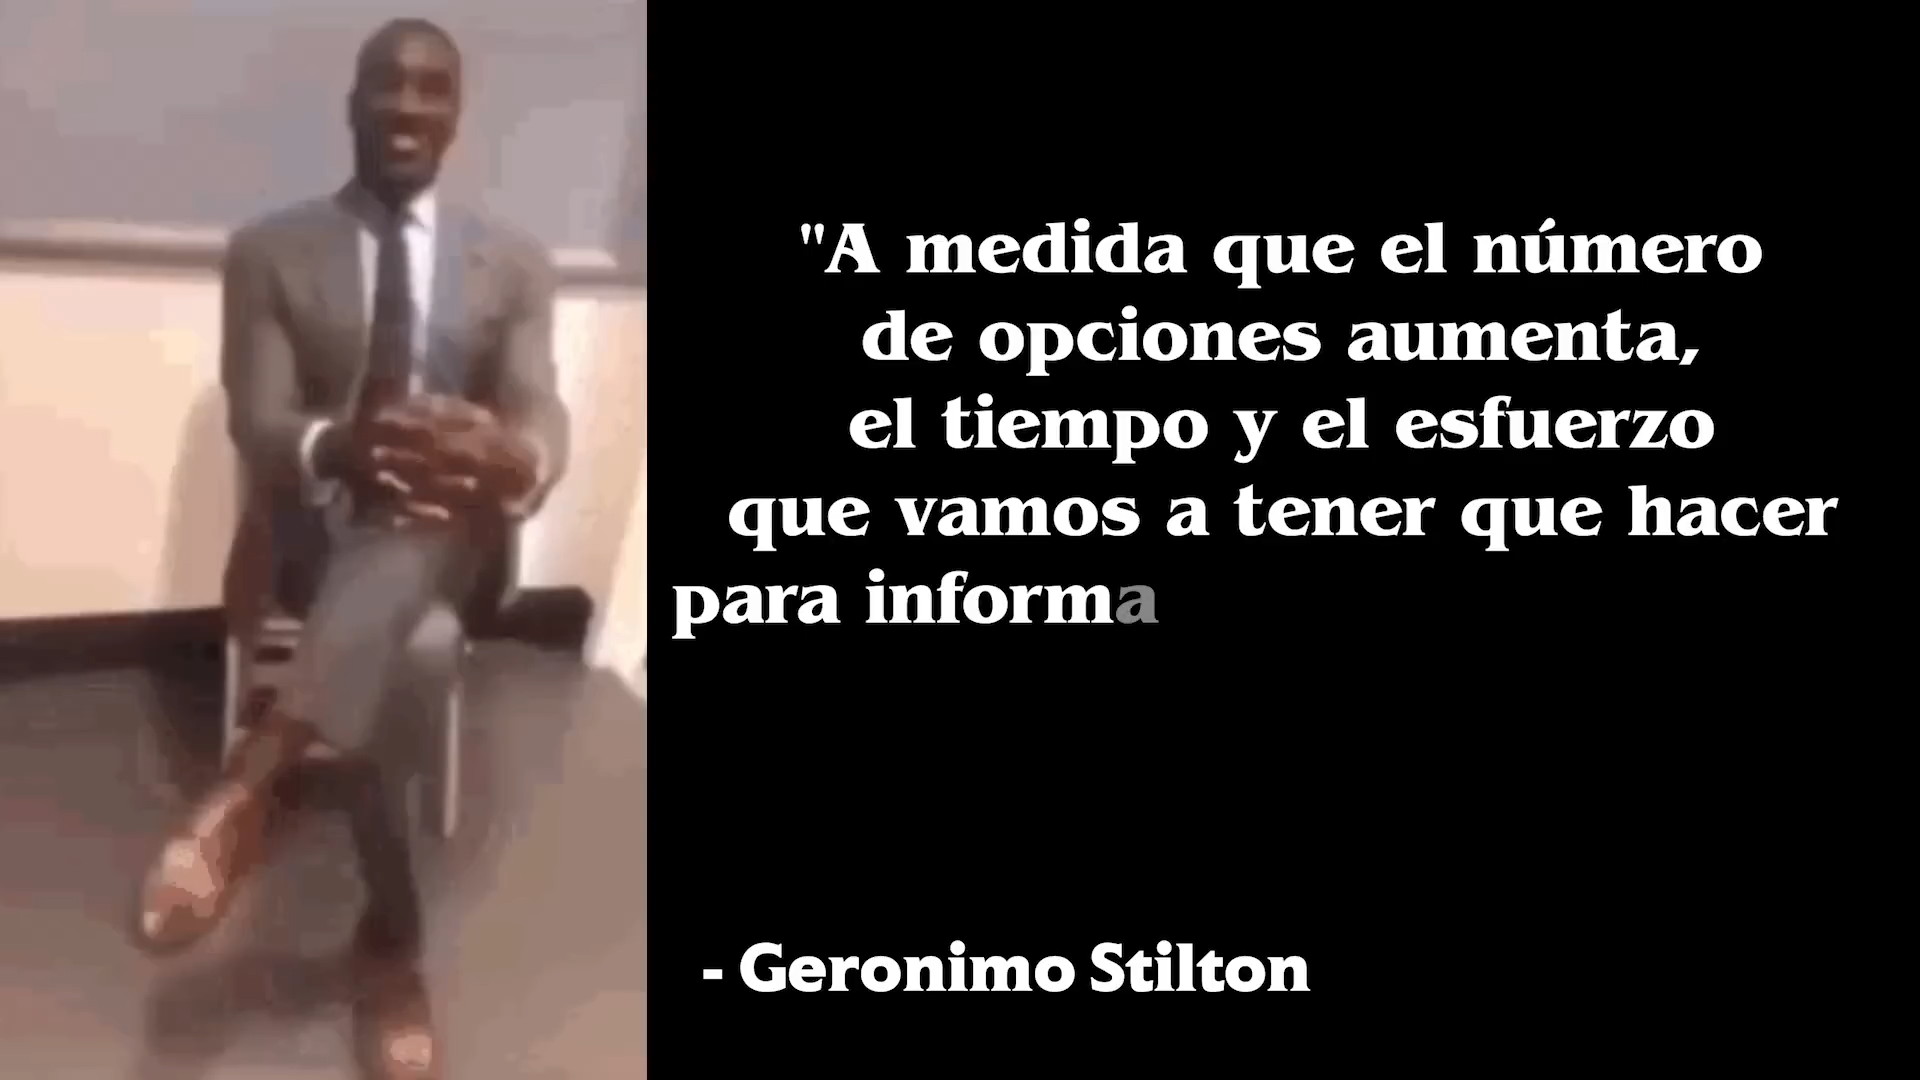 "A medida que el número
de opciones aumenta,
el tiempo y el esfuerzo
que vamos a tener que hacer
para informa
- Geronimo Stilton